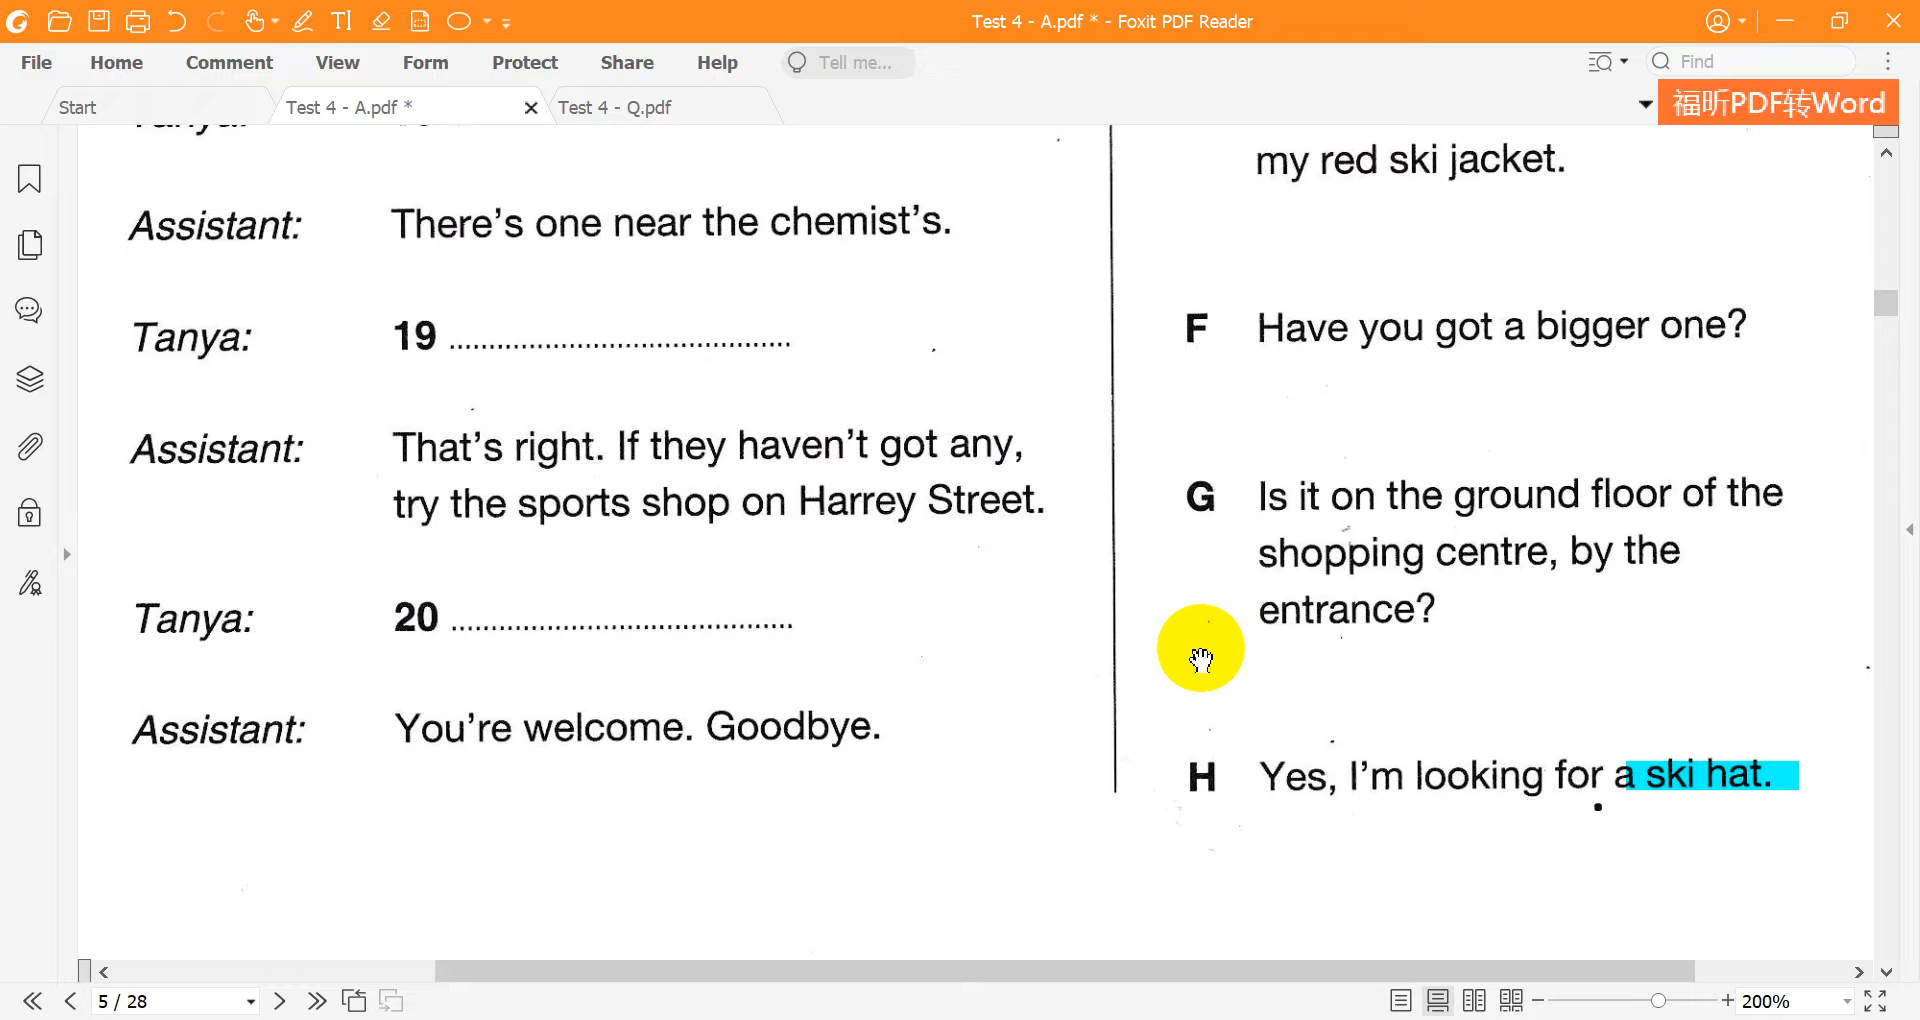 Test 4 - A.pdf * - Foxit PDF Reader
File Home Comment View Form Protect Share Help Tell me... Find
Start Test 4 - A.pdf * Test 4 - Q.pdf 福昕PDF转Word
Tanya:
Assistant: There's one near the chemist's.
Tanya: 19 ..........................................
Assistant: That's right. If they haven't got any,
try the sports shop on Harrey Street.
Tanya: 20 ..........................................
Assistant: You're welcome. Goodbye.
my red ski jacket.
F Have you got a bigger one?
G Is it on the ground floor of the
shopping centre, by the
entrance?
H Yes, I'm looking for a ski hat.
5 / 28 200%